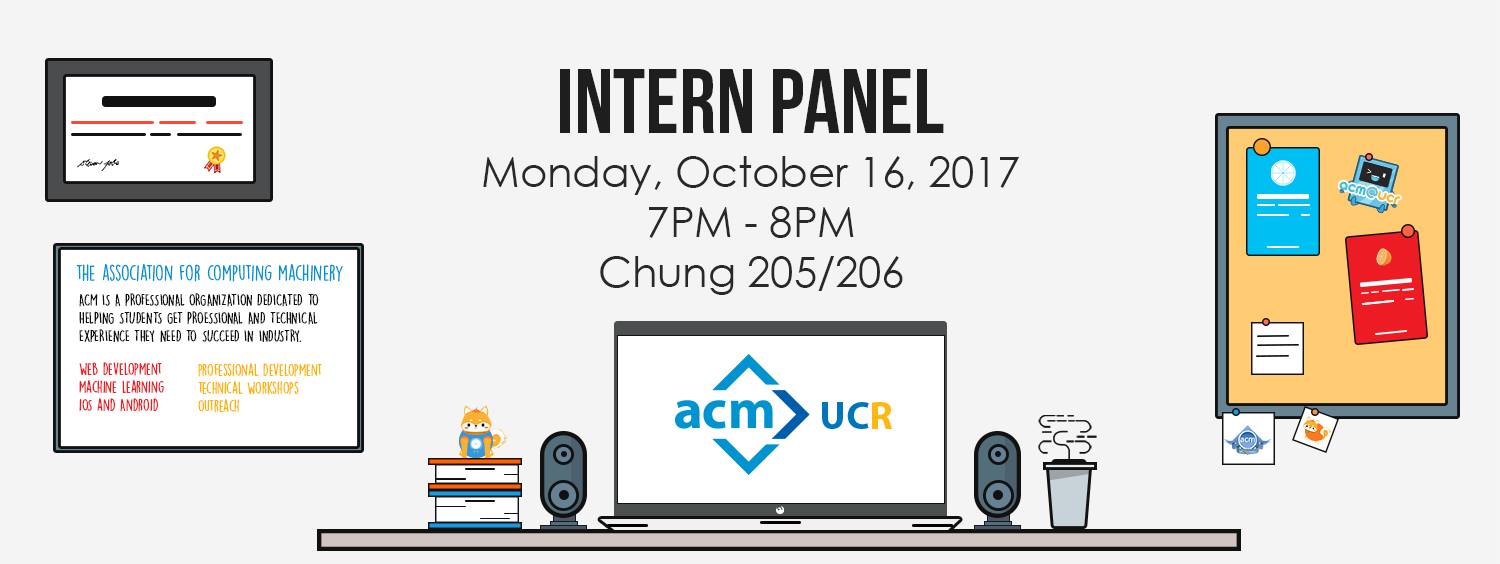 INTERN PANEL
Monday, October 16, 2017
7PM - 8PM
Chung 205/206
THE ASSOCIATION FOR COMPUTING MACHINERY
ACM IS A PROFESSIONAL ORGANIZATION DEDICATED TO
HELPING STUDENTS GET PROESSIONAL AND TECHNICAL
EXPERIENCE THEY NEED TO SUCCEED IN INDUSTRY.
WEB DEVELOPMENT
MACHINE LEARNING
IOS AND ANDROID
PROFESSIONAL DEVELOPMENT
TECHNICAL WORKSHOPS
OUTREACH
acm UCR
acm@ucr
acm